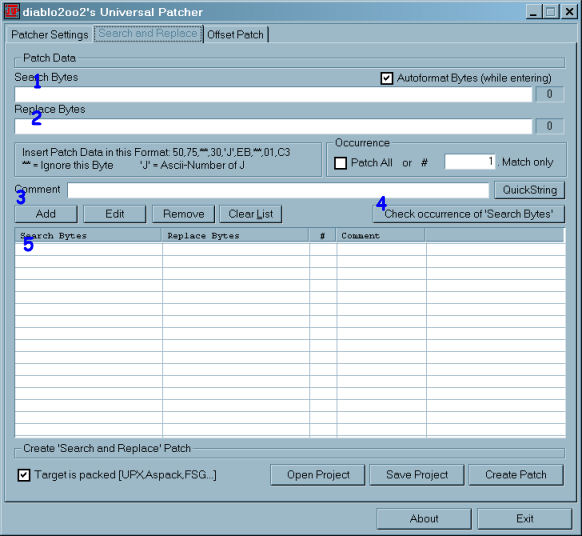 diablo2oo2's Universal Patcher
Patcher Settings Search and Replace Offset Patch
Patch Data
Search Bytes Autoformat Bytes (while entering)
1
0
Replace Bytes
2
0
Insert Patch Data in this Format: 50,75,**,30,'J',EB,**,01,C3
** = Ignore this Byte 'J' = Ascii-Number of J
Occurrence
Patch All or # 1 . Match only
Comment QuickString
3
4
Add Edit Remove Clear List Check occurrence of 'Search Bytes'
Search Bytes Replace Bytes # Comment
5
Create 'Search and Replace' Patch
Target is packed [UPX,Aspack,FSG...] Open Project Save Project Create Patch
About Exit